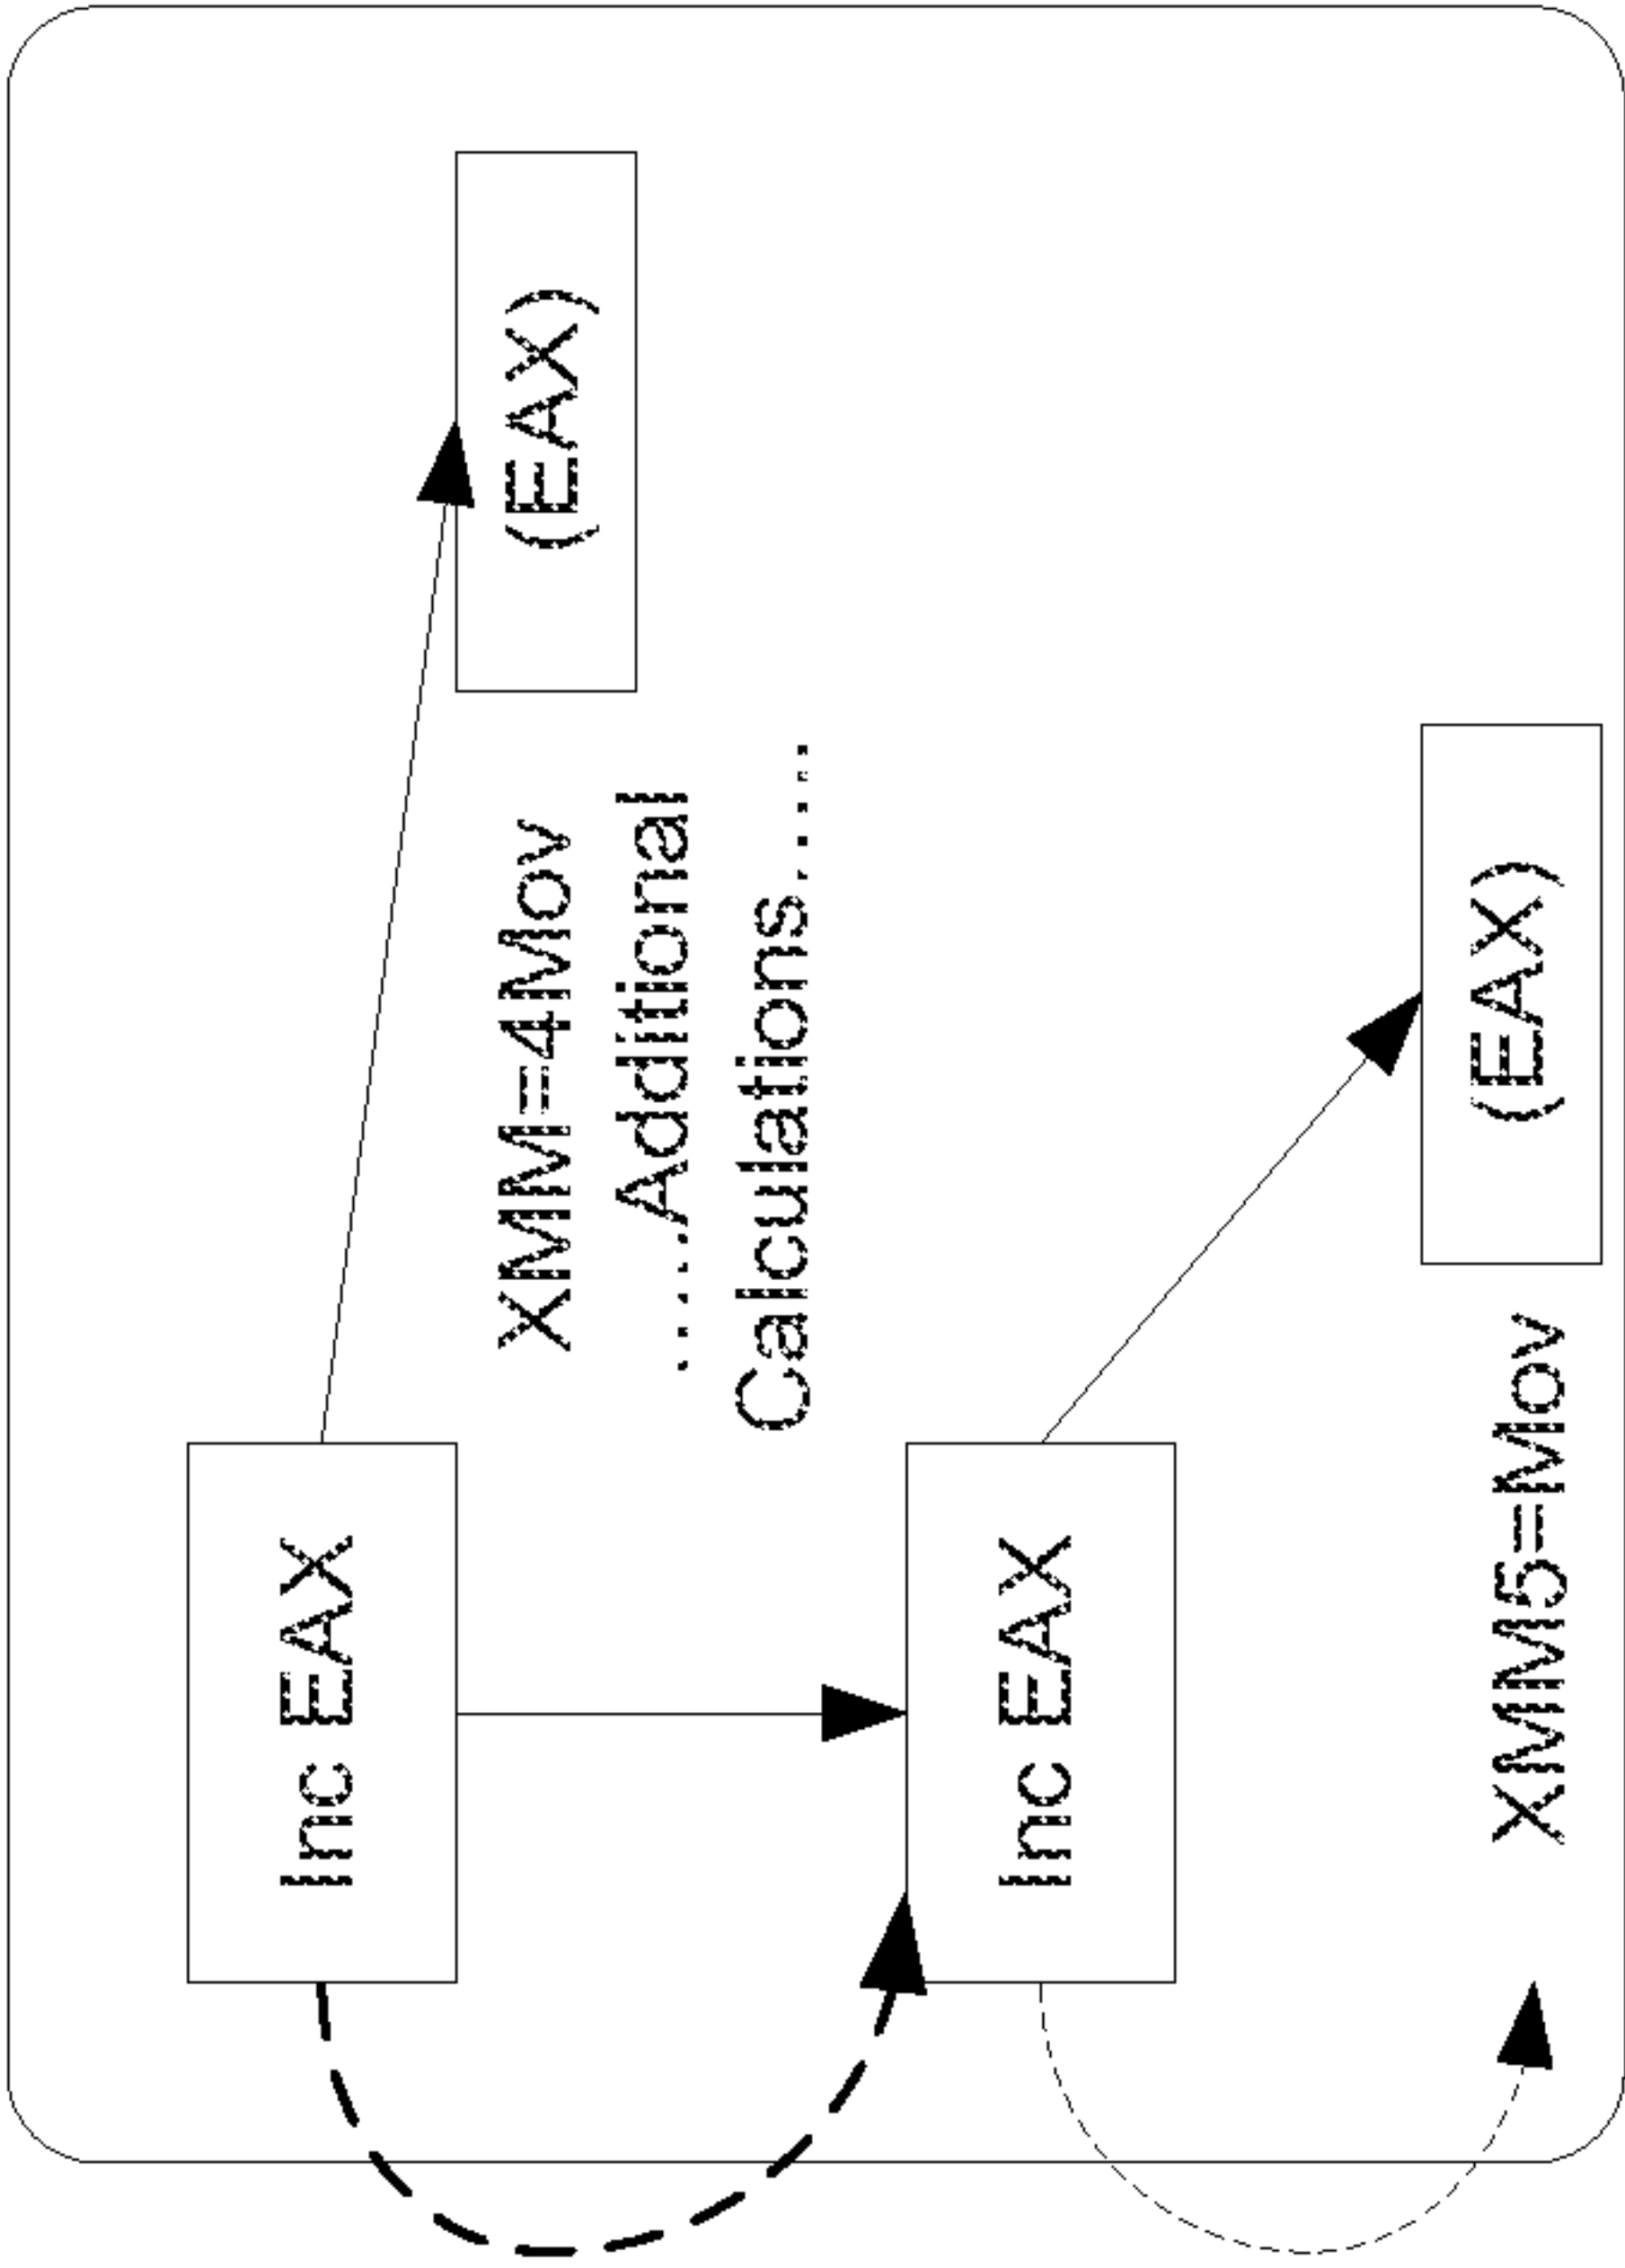 Inc EAX
XMM=4Mov
(EAX)
.....Additional
Calculations.....
Inc EAX
XMM5=Mov
(EAX)